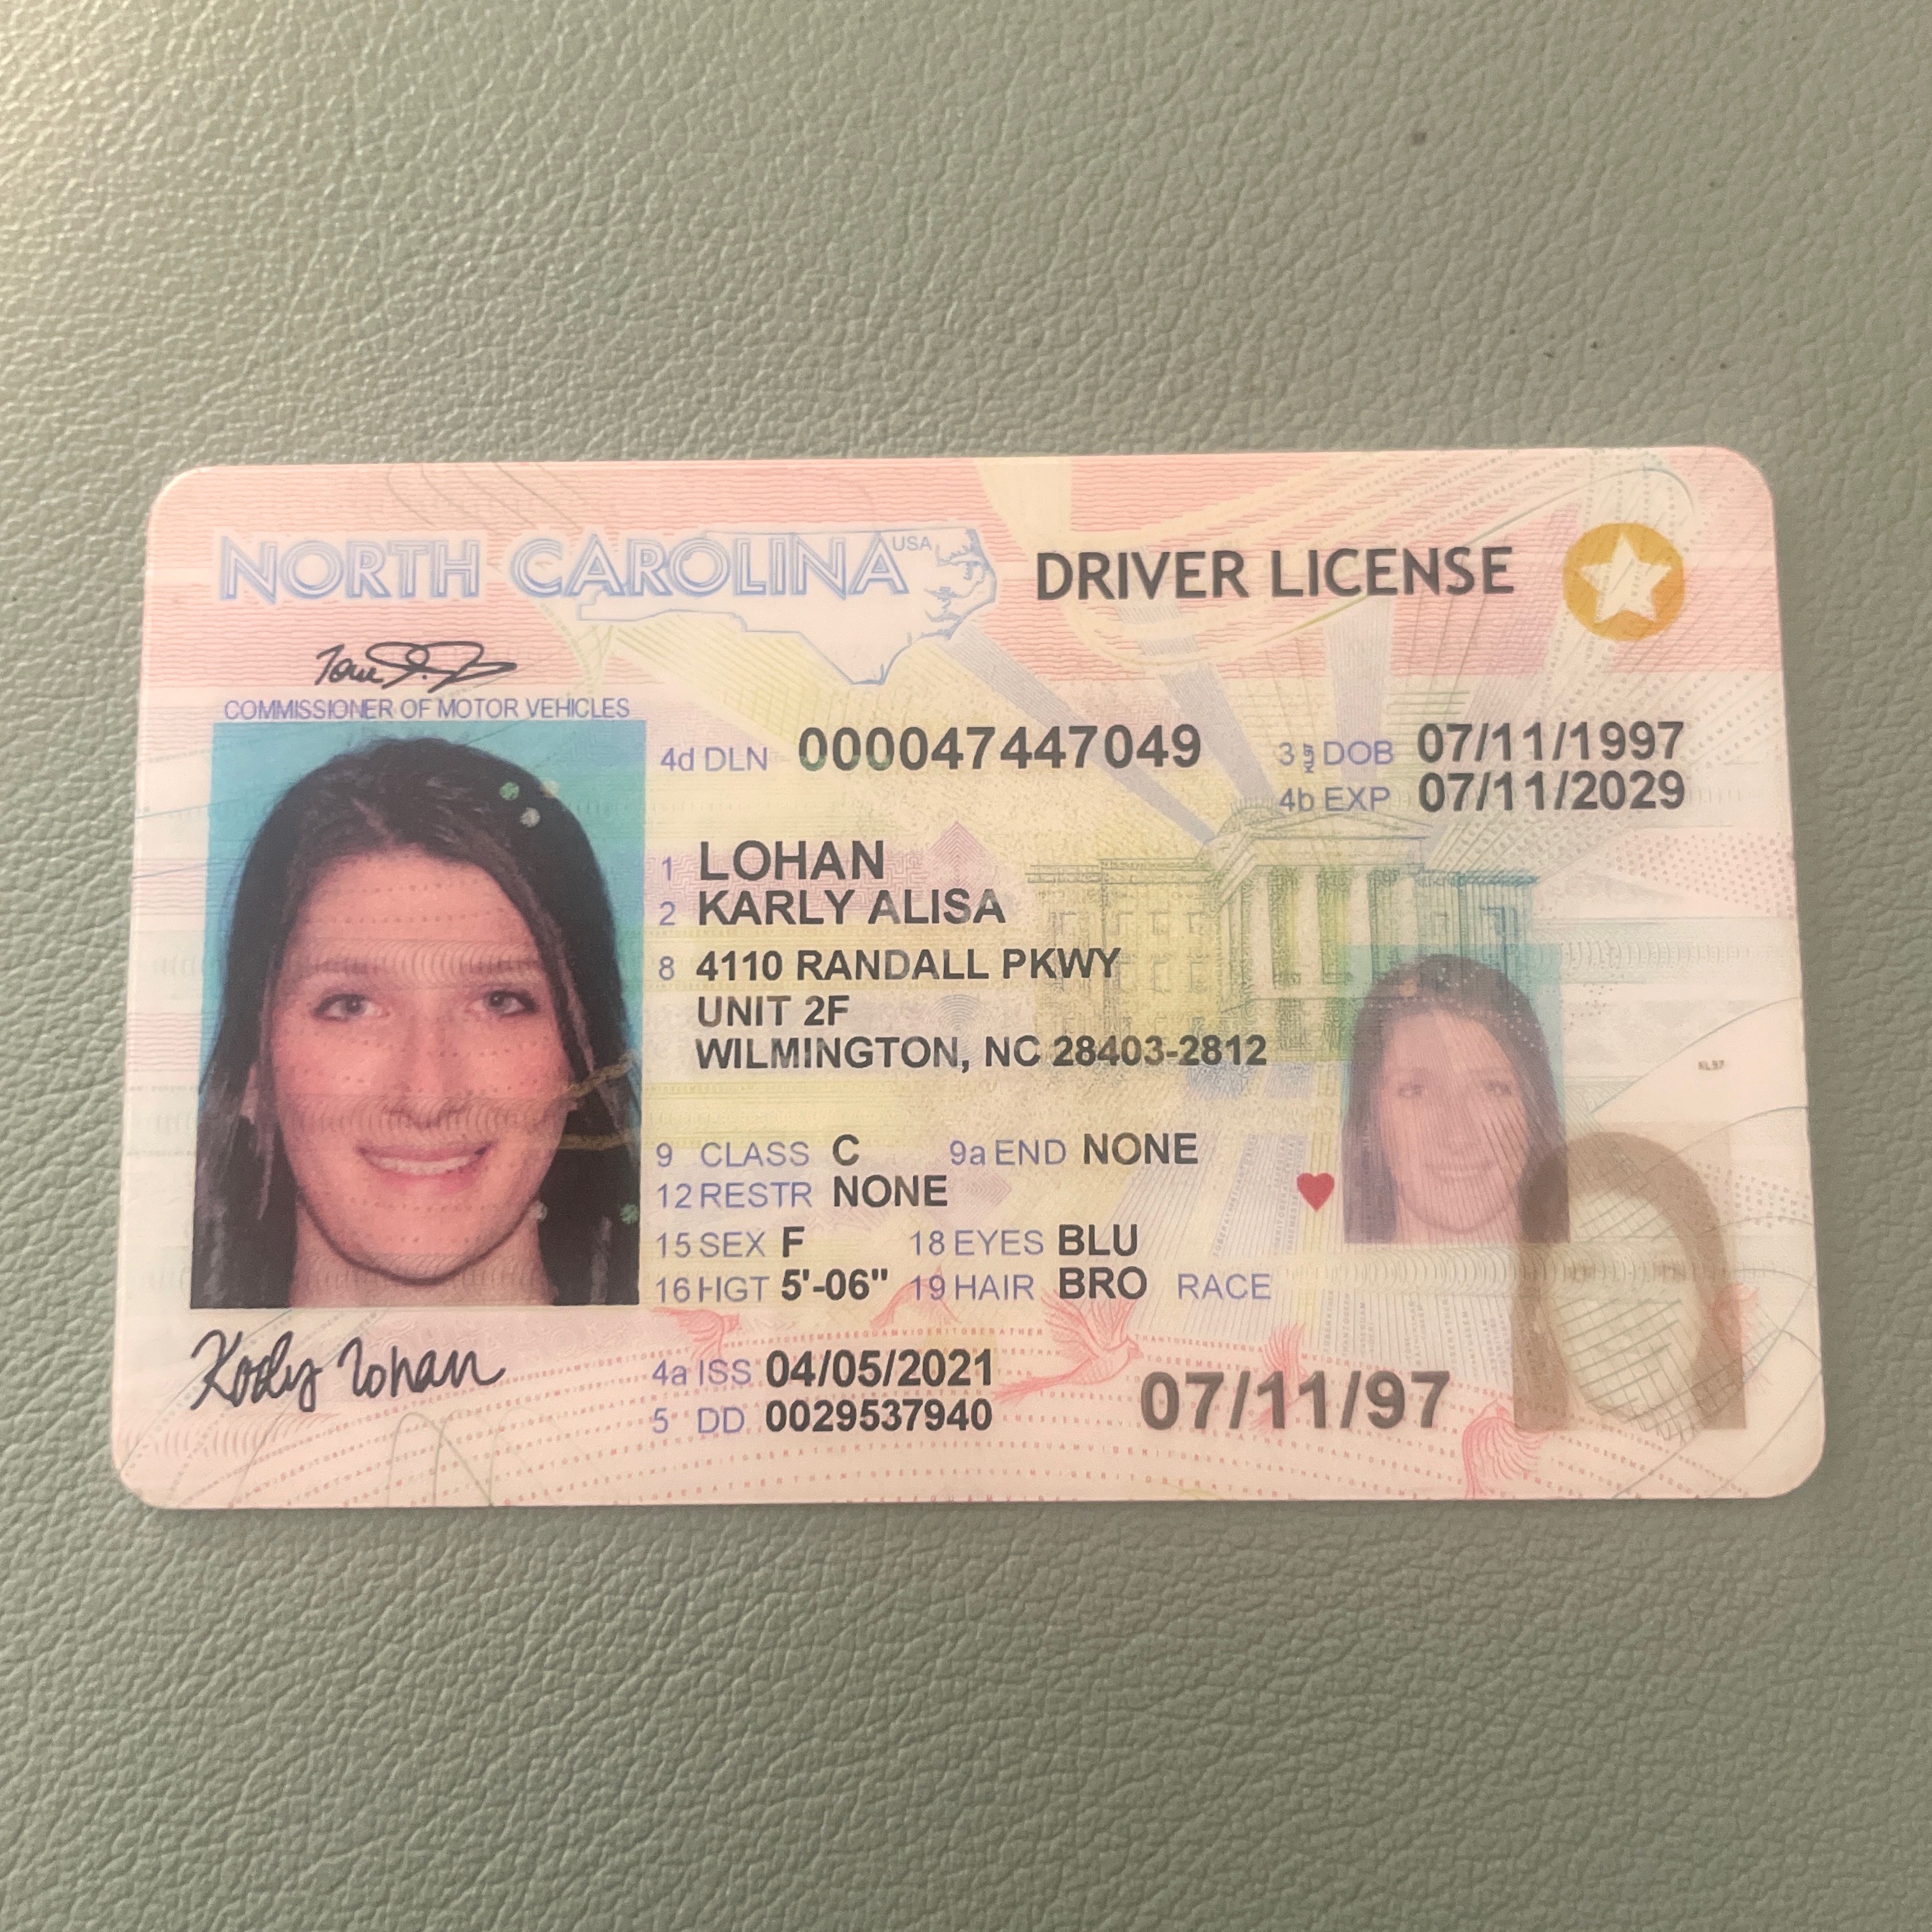 NORTH CAROLINA USA DRIVER LICENSE
COMMISSIONER OF MOTOR VEHICLES
4d DLN 000047447049 3 DOB 07/11/1997
4b EXP 07/11/2029
1 LOHAN
2 KARLY ALISA
8 4110 RANDALL PKWY
UNIT 2F
WILMINGTON, NC 28403-2812
KL97
9 CLASS C 9a END NONE
12 RESTR NONE
15 SEX F 18 EYES BLU
16 HGT 5'-06" 19 HAIR BRO RACE
Lohan
4a ISS 04/05/2021
5 DD 0029537940 07/11/97